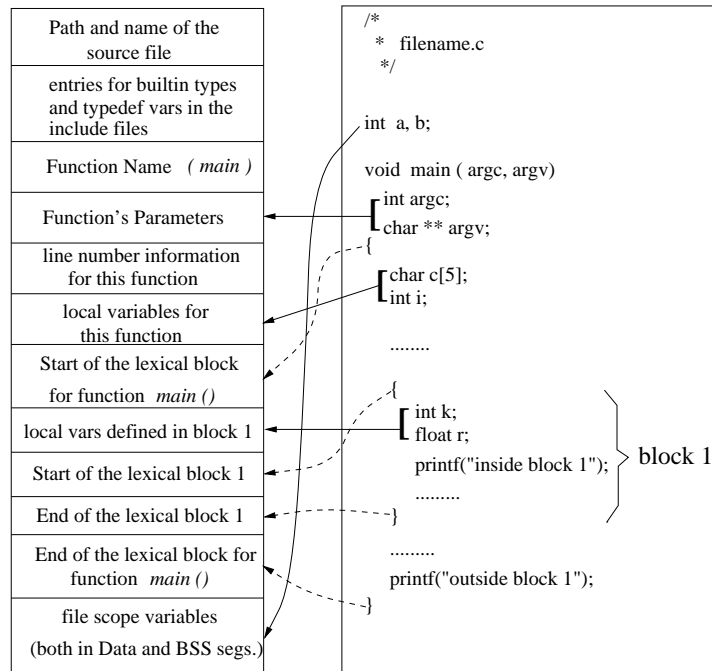 Path and name of the
source file
entries for builtin types
and typedef vars in the
include files
Function Name ( main )
Function's Parameters
line number information
for this function
local variables for
this function
Start of the lexical block
for function main ()
local vars defined in block 1
Start of the lexical block 1
End of the lexical block 1
End of the lexical block for
function main ()
file scope variables
(both in Data and BSS segs.)
/*
* filename.c
*/
int a, b;
void main ( argc, argv)
int argc;
char ** argv;
{
char c[5];
int i;
........
{
int k;
float r;
printf("inside block 1");
.........
}
.........
printf("outside block 1");
}
block 1